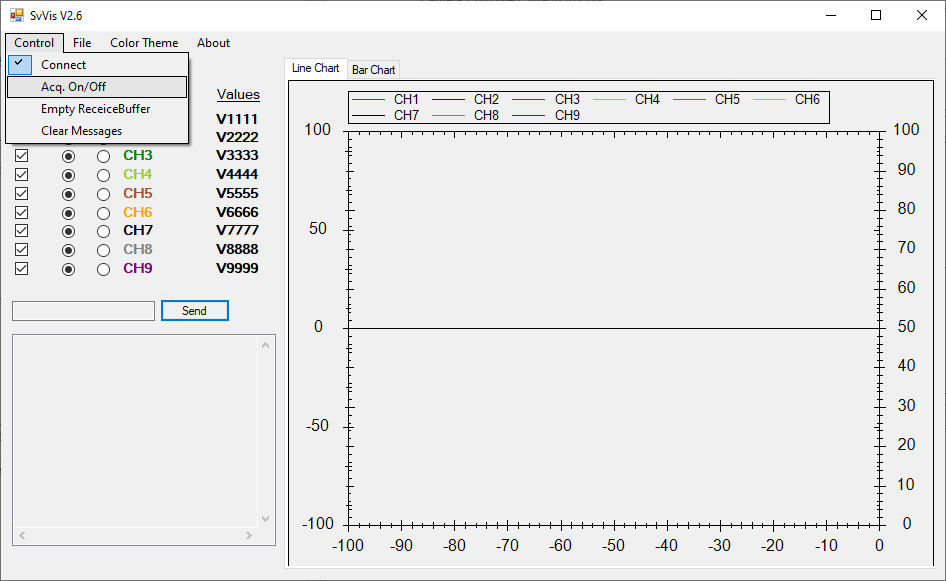 SvVis V2.6
Control File Color Theme About
Connect
Acq. On/Off
Empty ReceiceBuffer
Clear Messages
Values
V1111
V2222
CH3 V3333
CH4 V4444
CH5 V5555
CH6 V6666
CH7 V7777
CH8 V8888
CH9 V9999
Send
Line Chart Bar Chart
CH1 CH2 CH3 CH4 CH5 CH6
CH7 CH8 CH9
100 100
90
80
50 70
60
0 50
40
-50 30
20
10
-100 0
-100 -90 -80 -70 -60 -50 -40 -30 -20 -10 0